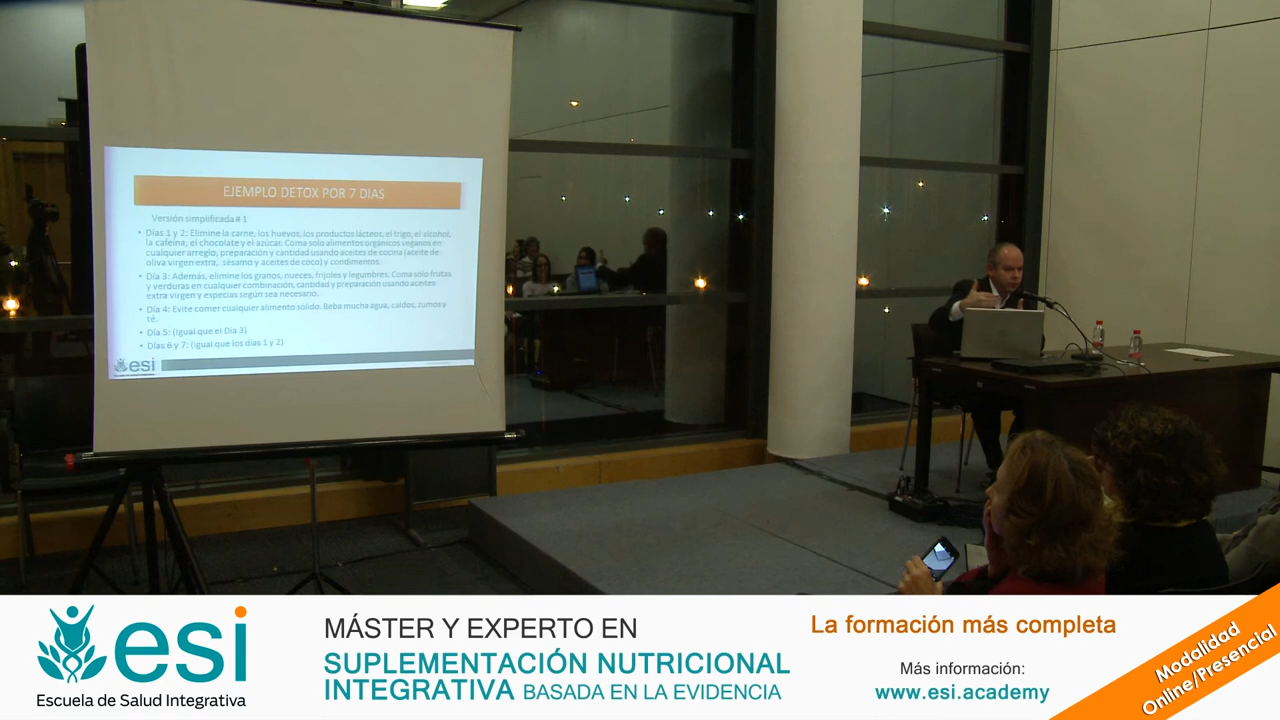 EJEMPLO DETOX POR 7 DIAS
Versión simplificada # 1
• Días 1 y 2: Elimine la carne, los huevos, los productos lácteos, el trigo, el alcohol,
la cafeína, el chocolate y el azúcar. Coma solo alimentos orgánicos veganos en
cualquier arreglo, preparación y cantidad usando aceites de cocina (aceite de
oliva virgen extra, sésamo y aceites de coco) y condimentos.
• Día 3: Además, elimine los granos, nueces, frijoles y legumbres. Coma solo frutas
y verduras en cualquier combinación, cantidad y preparación usando aceites
extra virgen y especias según sea necesario.
• Día 4: Evite comer cualquier alimento sólido. Beba mucha agua, caldos, zumos y
té.
• Día 5: (Igual que el Día 3)
• Días 6 y 7: (Igual que los días 1 y 2)
esi
esi
Escuela de Salud Integrativa
MÁSTER Y EXPERTO EN
SUPLEMENTACIÓN NUTRICIONAL
INTEGRATIVA BASADA EN LA EVIDENCIA
La formación más completa
Más información:
www.esi.academy
Modalidad
Online/Presencial